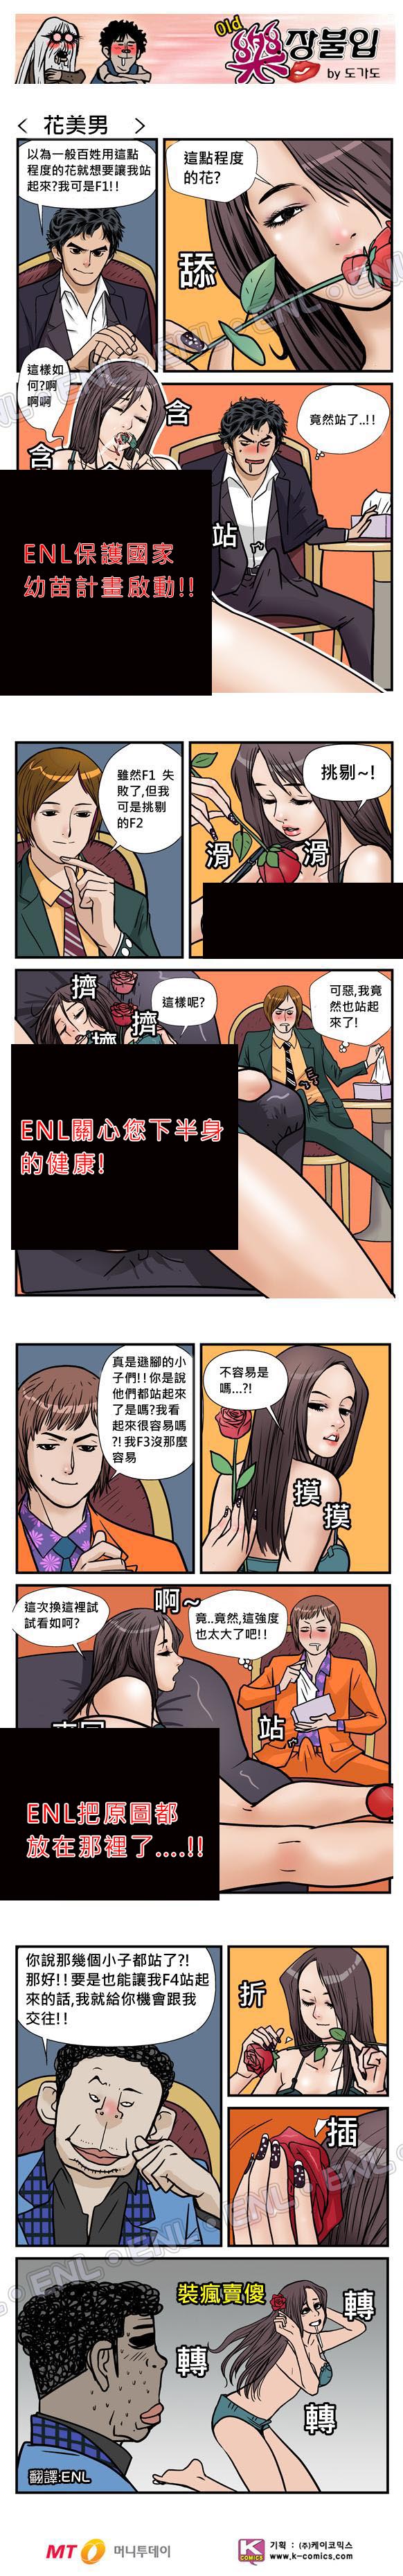 Old
樂장불입
by 도가도
< 花美男 >
以為一般百姓用這點
程度的花就想要讓我站
起來?我可是F1!!
這點程度
的花?
舔
這樣如
何?啊
啊啊
含
含
竟然站了..!!
站
ENL保護國家
幼苗計畫啟動!!
雖然F1 失
敗了,但我
可是挑剔
的F2
挑剔~!
滑
滑
擠
擠
擠
這樣呢?
可惡,我竟
然也站起
來了!
ENL關心您下半身
的健康!
真是遜腳的小
子們!!你是說
他們都站起來
了是嗎?我看
起來很容易嗎
?!我F3沒那麼
容易
不容易是
嗎...?!
摸
摸
這次換這裡試
試看如何?
啊~
竟..竟然,這強度
也太大了吧!!
站
ENL把原圖都
放在那裡了....!!
你說那幾個小子都站了?!
那好!!要是也能讓我F4站起
來的話,我就給你機會跟我
交往!!
折
插
裝瘋賣傻
轉
轉
轉
翻譯:ENL
MT 머니투데이
K COMICS
기획 : (주)케이코믹스
www.k-comics.com